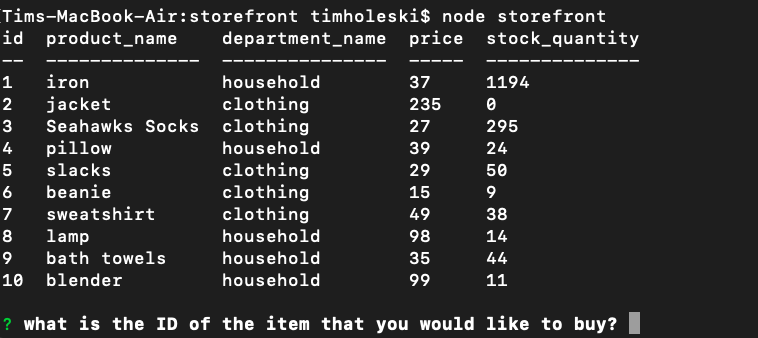 (Tims-MacBook-Air:storefront timholeski$ node storefront
id  product_name    department_name  price  stock_quantity
--  --------------  ---------------  -----  --------------
1   iron            household        37     1194
2   jacket          clothing         235    0
3   Seahawks Socks  clothing         27     295
4   pillow          household        39     24
5   slacks          clothing         29     50
6   beanie          clothing         15     9
7   sweatshirt      clothing         49     38
8   lamp            household        98     14
9   bath towels     household        35     44
10  blender         household        99     11
? what is the ID of the item that you would like to buy?